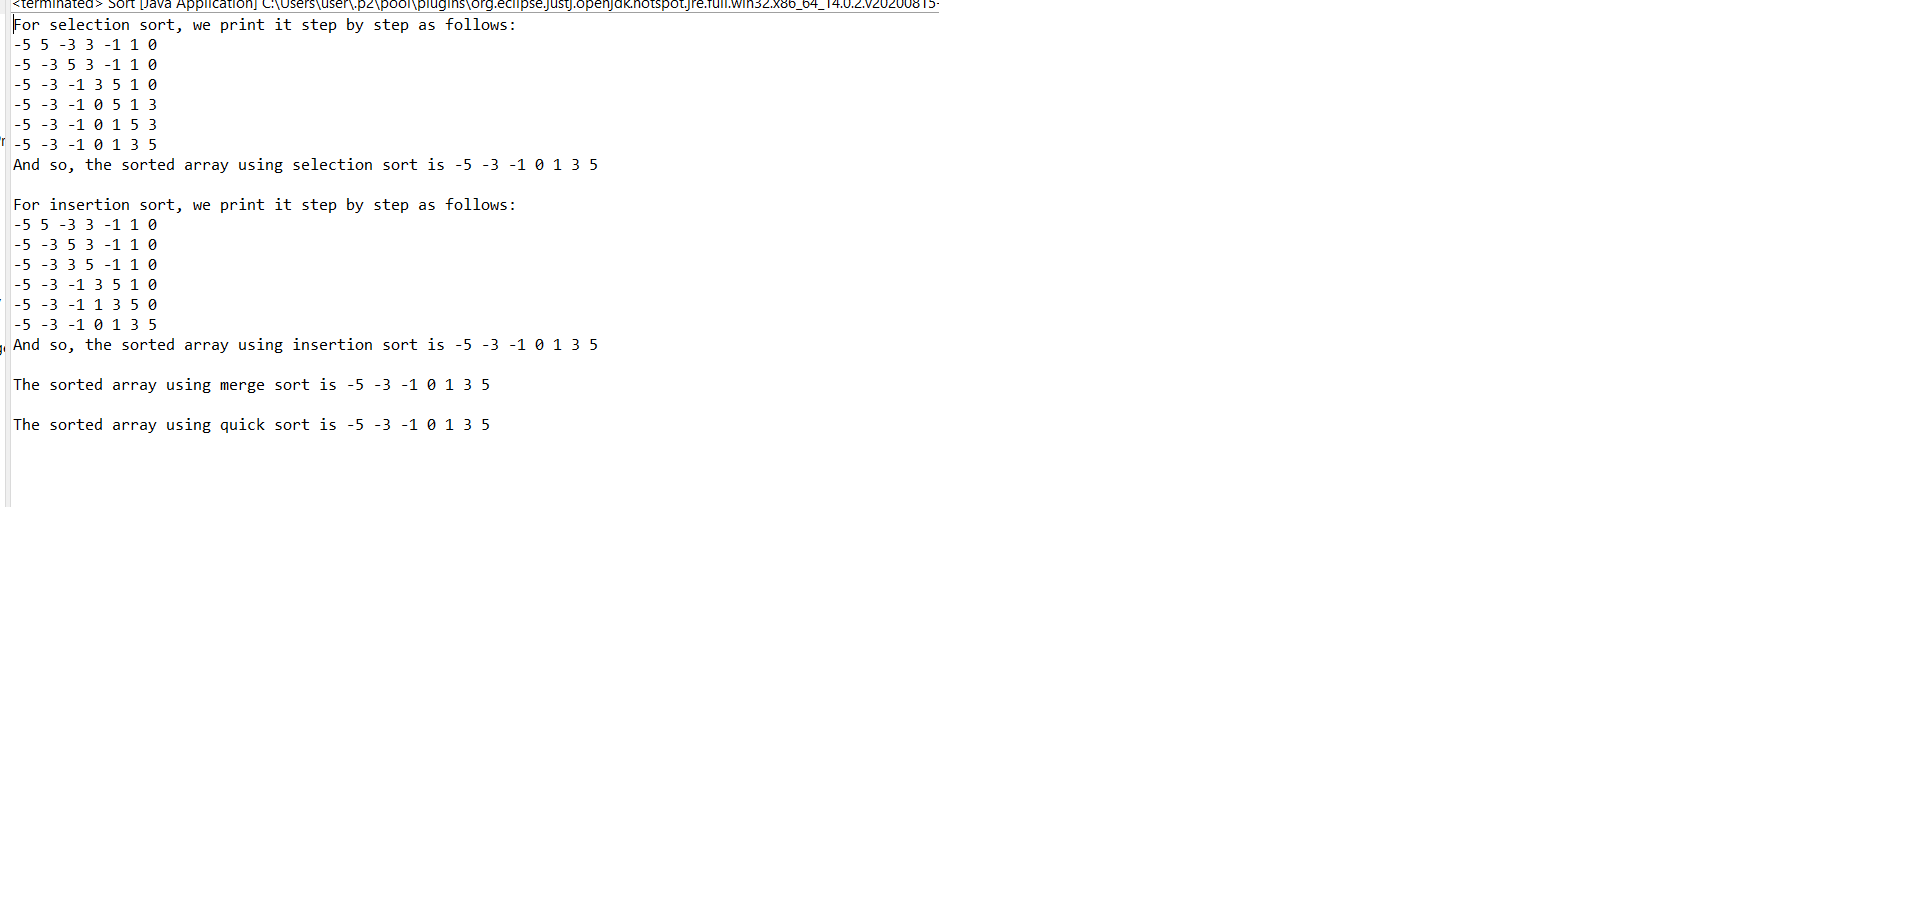 <terminated> Sort [Java Application] C:\Users\user\.p2\pool\plugins\org.eclipse.justj.openjdk.hotspot.jre.full.win32.x86_64_14.0.2.v20200815-
For selection sort, we print it step by step as follows:
-5 5 -3 3 -1 1 0
-5 -3 5 3 -1 1 0
-5 -3 -1 3 5 1 0
-5 -3 -1 0 5 1 3
-5 -3 -1 0 1 5 3
-5 -3 -1 0 1 3 5
And so, the sorted array using selection sort is -5 -3 -1 0 1 3 5
For insertion sort, we print it step by step as follows:
-5 5 -3 3 -1 1 0
-5 -3 5 3 -1 1 0
-5 -3 3 5 -1 1 0
-5 -3 -1 3 5 1 0
-5 -3 -1 1 3 5 0
-5 -3 -1 0 1 3 5
And so, the sorted array using insertion sort is -5 -3 -1 0 1 3 5
The sorted array using merge sort is -5 -3 -1 0 1 3 5
The sorted array using quick sort is -5 -3 -1 0 1 3 5